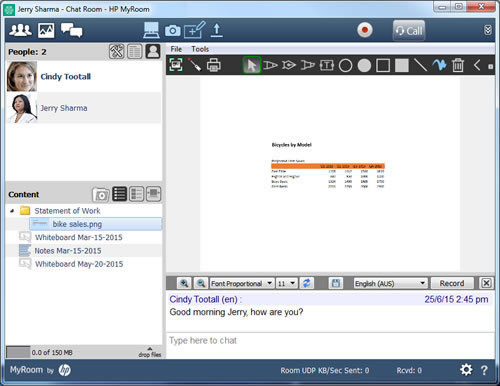 Jerry Sharma - Chat Room - HP MyRoom
Call
People: 2
File Tools
Cindy Tootall
Jerry Sharma
Bicycles by Model
Content
Statement of Work
bike sales.png
Whiteboard Mar-15-2015
Notes Mar-15-2015
Whiteboard May-20-2015
Font Proportional 11 English (AUS) Record
Cindy Tootall (en) : 25/6/15 2:45 pm
Good morning Jerry, how are you?
Type here to chat
0.0 of 150 MB drop files
MyRoom by hp Room UDP KB/Sec Sent: 0 Rcvd: 0 ?